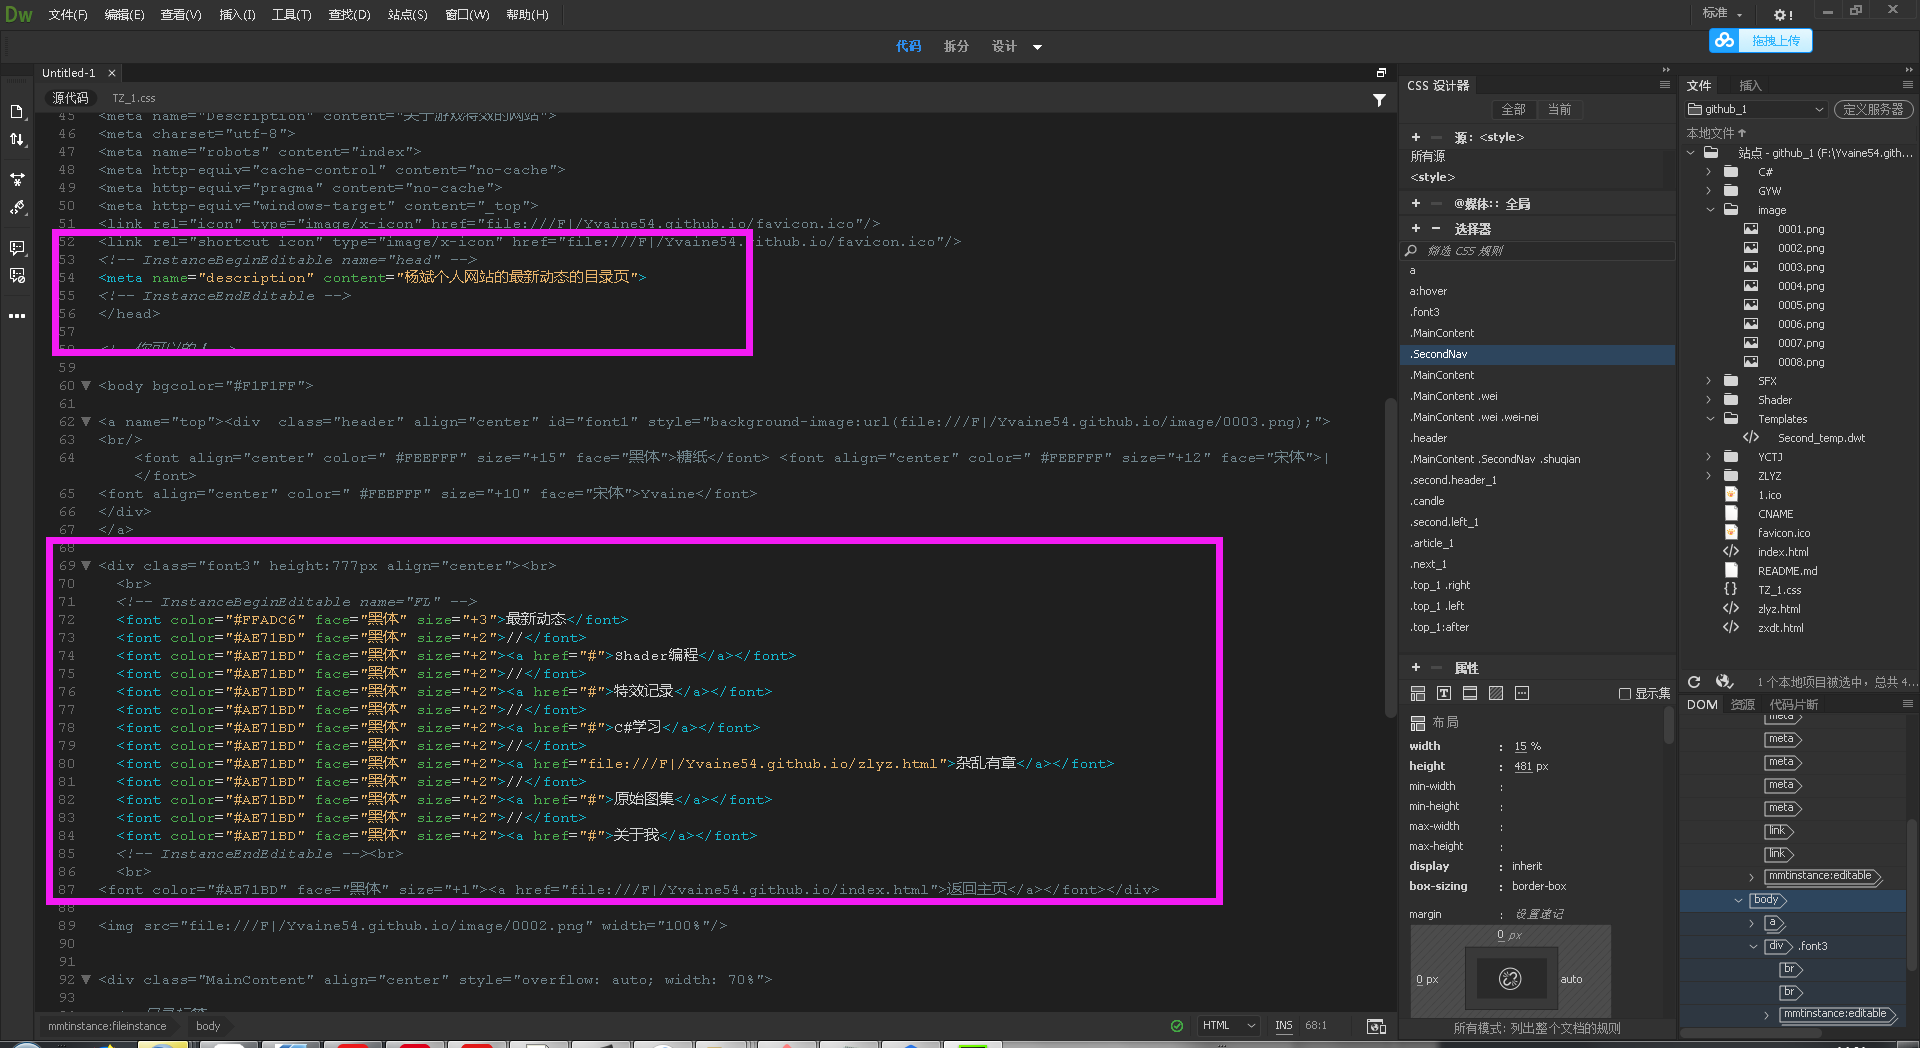 Dw 文件(F) 编辑(E) 查看(V) 插入(I) 工具(T) 查找(D) 站点(S) 窗口(W) 帮助(H)
标准
代码 拆分 设计
拖拽上传
Untitled-1 ×
源代码 TZ_1.css
45 <meta name="Description" content="关于游戏特效的网站">
46 <meta charset="utf-8">
47 <meta name="robots" content="index">
48 <meta http-equiv="cache-control" content="no-cache">
49 <meta http-equiv="pragma" content="no-cache">
50 <meta http-equiv="windows-target" content="_top">
51 <link rel="icon" type="image/x-icon" href="file:///F|/Yvaine54.github.io/favicon.ico"/>
52 <link rel="shortcut icon" type="image/x-icon" href="file:///F|/Yvaine54.github.io/favicon.ico"/>
53 <!-- InstanceBeginEditable name="head" -->
54 <meta name="description" content="杨斌个人网站的最新动态的目录页">
55 <!-- InstanceEndEditable -->
56 </head>
57
59
60 <body bgcolor="#F1F1FF">
61
62 <a name="top"><div  class="header" align="center" id="font1" style="background-image:url(file:///F|/Yvaine54.github.io/image/0003.png);">
63 <br/>
64 <font align="center" color=" #FEEFFF" size="+15" face="黑体">糖纸</font> <font align="center" color=" #FEEFFF" size="+12" face="宋体">|
</font>
65 <font align="center" color=" #FEEFFF" size="+10" face="宋体">Yvaine</font>
66 </div>
67 </a>
68
69 <div class="font3" height:777px align="center"><br>
70 <br>
71 <!-- InstanceBeginEditable name="FL" -->
72 <font color="#FFADC6" face="黑体" size="+3">最新动态</font>
73 <font color="#AE71BD" face="黑体" size="+2">//</font>
74 <font color="#AE71BD" face="黑体" size="+2"><a href="#">Shader编程</a></font>
75 <font color="#AE71BD" face="黑体" size="+2">//</font>
76 <font color="#AE71BD" face="黑体" size="+2"><a href="#">特效记录</a></font>
77 <font color="#AE71BD" face="黑体" size="+2">//</font>
78 <font color="#AE71BD" face="黑体" size="+2"><a href="#">C#学习</a></font>
79 <font color="#AE71BD" face="黑体" size="+2">//</font>
80 <font color="#AE71BD" face="黑体" size="+2"><a href="file:///F|/Yvaine54.github.io/zlyz.html">杂乱有章</a></font>
81 <font color="#AE71BD" face="黑体" size="+2">//</font>
82 <font color="#AE71BD" face="黑体" size="+2"><a href="#">原始图集</a></font>
83 <font color="#AE71BD" face="黑体" size="+2">//</font>
84 <font color="#AE71BD" face="黑体" size="+2"><a href="#">关于我</a></font>
85 <!-- InstanceEndEditable --><br>
86 <br>
87 <font color="#AE71BD" face="黑体" size="+1"><a href="file:///F|/Yvaine54.github.io/index.html">返回主页</a></font></div>
88
89 <img src="file:///F|/Yvaine54.github.io/image/0002.png" width="100%"/>
90
91
92 <div class="MainContent" align="center" style="overflow: auto; width: 70%">
93
mmtinstance:fileinstance body
HTML INS 68:1
CSS 设计器
全部 当前
+ − 源: <style>
所有源
<style>
+ − @媒体:: 全局
+ − 选择器
筛选 CSS 规则
a
a:hover
.font3
.MainContent
.SecondNav
.MainContent
.MainContent .wei
.MainContent .wei .wei-nei
.header
.MainContent .SecondNav .shuqian
.second.header_1
.candle
.second.left_1
.article_1
.next_1
.top_1 .right
.top_1 .left
.top_1:after
+ − 属性
显示集
布局
width : 15 %
height : 481 px
min-width :
min-height :
max-width :
max-height :
display : inherit
box-sizing : border-box
margin : 设置速记
0 px
0 px auto
所有模式: 列出整个文档的规则
文件 插入
github_1 定义服务器
本地文件
站点 - github_1 (F:\Yvaine54.gith...
C#
GYW
image
0001.png
0002.png
0003.png
0004.png
0005.png
0006.png
0007.png
0008.png
SFX
Shader
Templates
Second_temp.dwt
YCTJ
ZLYZ
1.ico
CNAME
favicon.ico
index.html
README.md
TZ_1.css
zlyz.html
zxdt.html
1 个本地项目被选中，总共 4...
DOM 资源 代码片断
meta
meta
meta
meta
meta
link
link
mmtinstance:editable
body
a
div .font3
br
br
mmtinstance:editable